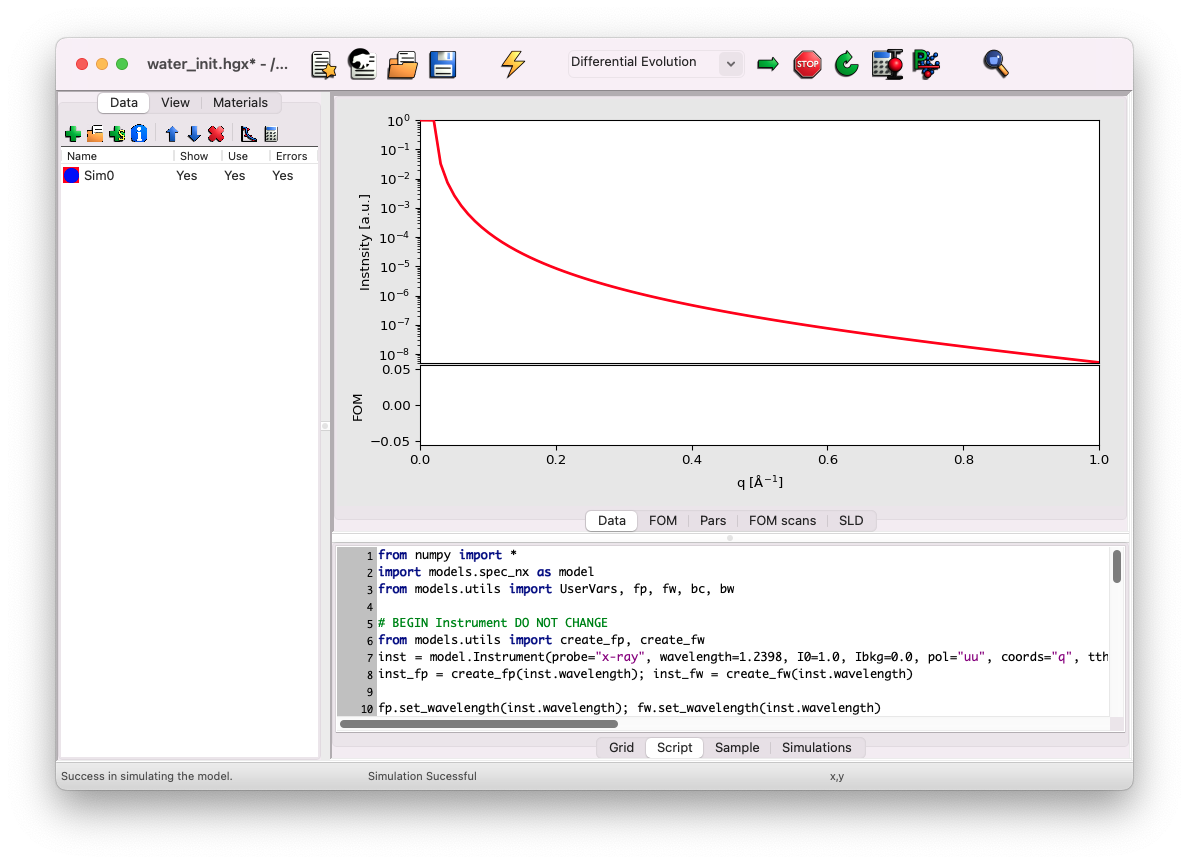 water_init.hgx* - /...
STOP
Differential Evolution
Data View Materials
Name Show Use Errors
Sim0 Yes Yes Yes
10⁰
10⁻¹
10⁻²
10⁻³
10⁻⁴
10⁻⁵
10⁻⁶
10⁻⁷
10⁻⁸
Instnsity [a.u.]
0.05
0.00
−0.05
FOM
0.0 0.2 0.4 0.6 0.8 1.0
q [Å⁻¹]
Data FOM Pars FOM scans SLD
1 from numpy import *
2 import models.spec_nx as model
3 from models.utils import UserVars, fp, fw, bc, bw
4
5 # BEGIN Instrument DO NOT CHANGE
6 from models.utils import create_fp, create_fw
7 inst = model.Instrument(probe="x-ray", wavelength=1.2398, I0=1.0, Ibkg=0.0, pol="uu", coords="q", tth
8 inst_fp = create_fp(inst.wavelength); inst_fw = create_fw(inst.wavelength)
9
10 fp.set_wavelength(inst.wavelength); fw.set_wavelength(inst.wavelength)
Grid Script Sample Simulations
Success in simulating the model. Simulation Sucessful x,y